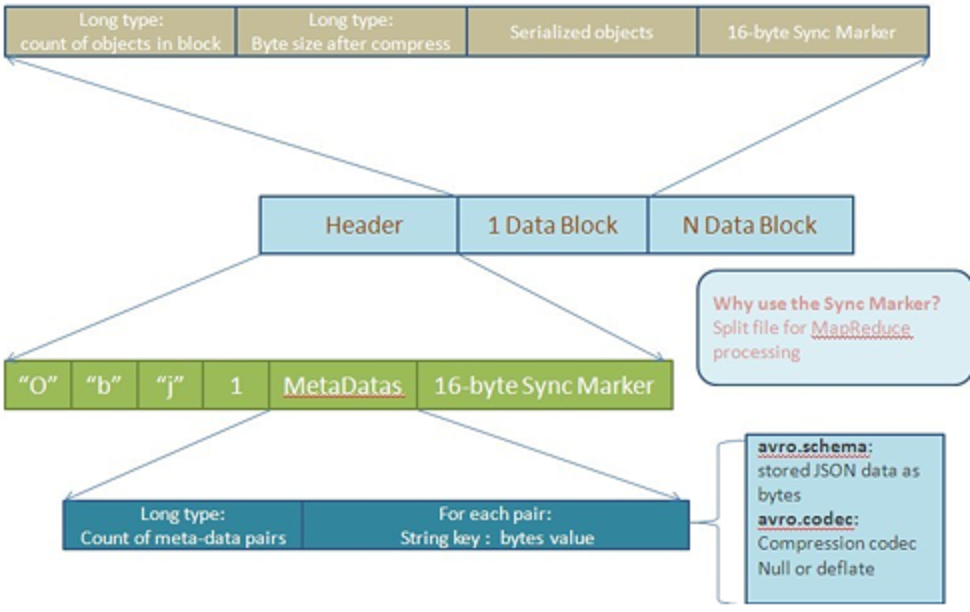 Long type:
count of objects in block
Long type:
Byte size after compress
Serialized objects
16-byte Sync Marker
Header
1 Data Block
N Data Block
Why use the Sync Marker?
Split file for MapReduce
processing
“O”
“b”
“j”
1
MetaDatas
16-byte Sync Marker
Long type:
Count of meta-data pairs
For each pair:
String key : bytes value
avro.schema:
stored JSON data as
bytes
avro.codec:
Compression codec
Null or deflate